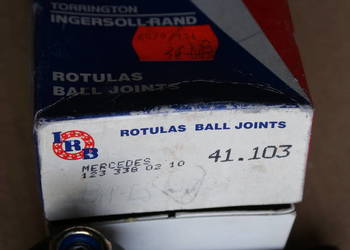 TORRINGTON
INGERSOLL-RAND
ROTULAS
BALL JOINTS
IRB
ROTULAS BALL JOINTS
MERCEDES
123 338 02 10
41.103